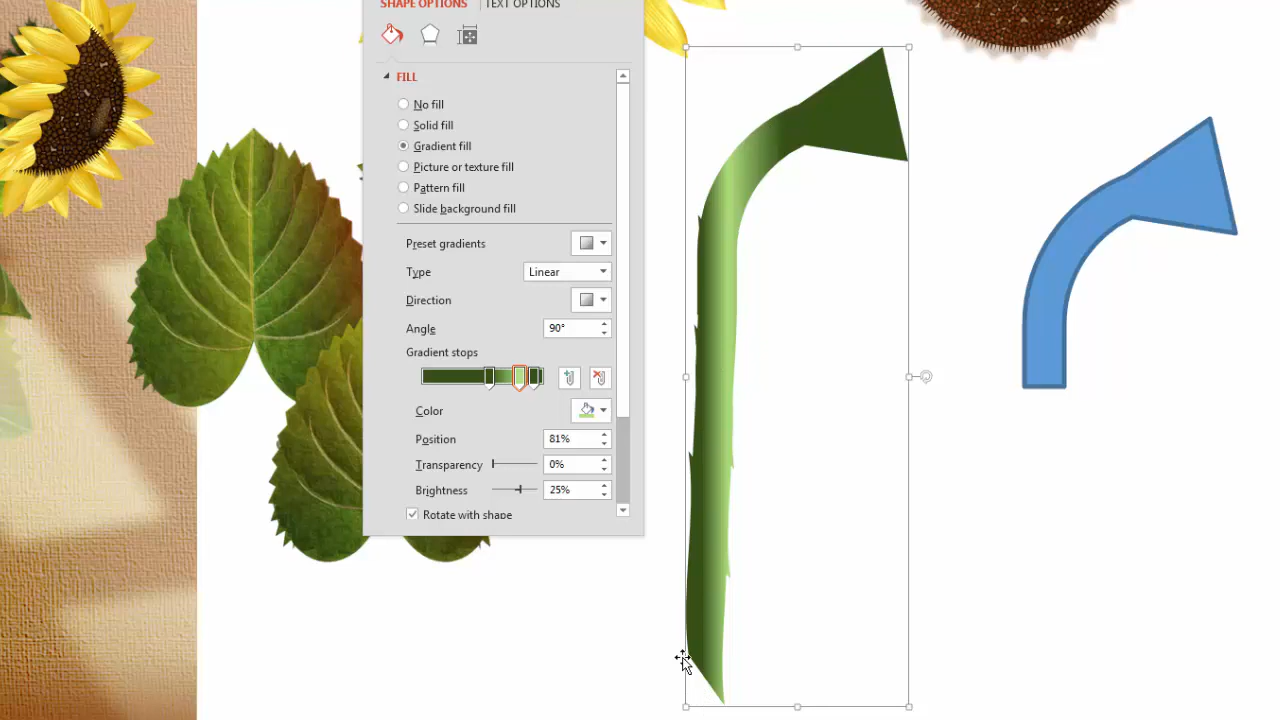 SHAPE OPTIONS
TEXT OPTIONS
FILL
No fill
Solid fill
Gradient fill
Picture or texture fill
Pattern fill
Slide background fill
Preset gradients
Type Linear
Direction
Angle 90°
Gradient stops
Color
Position 81%
Transparency 0%
Brightness 25%
Rotate with shape